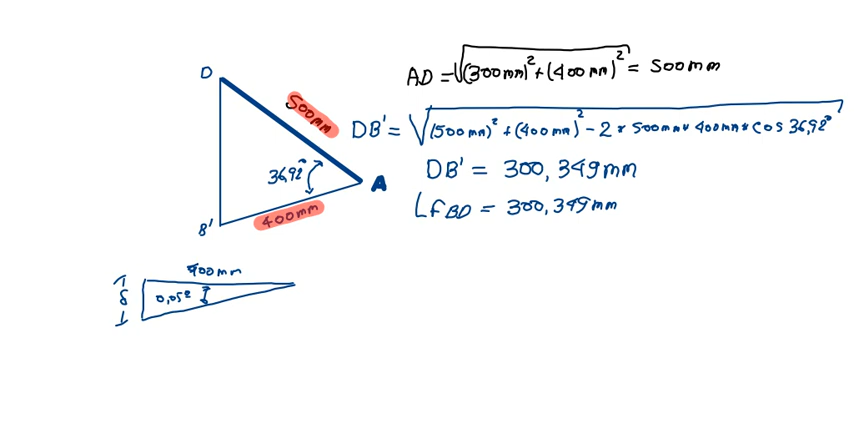 AD = √(300mm)² + (400mm)² = 500mm
D
500mm
DB' = √(500mm)² + (400mm)² - 2 * 500mm * 400mm * cos 36,92°
36,92°
DB' = 300,349mm
A
400mm
LfBD = 300,349mm
B'
400mm
δ
0,05º